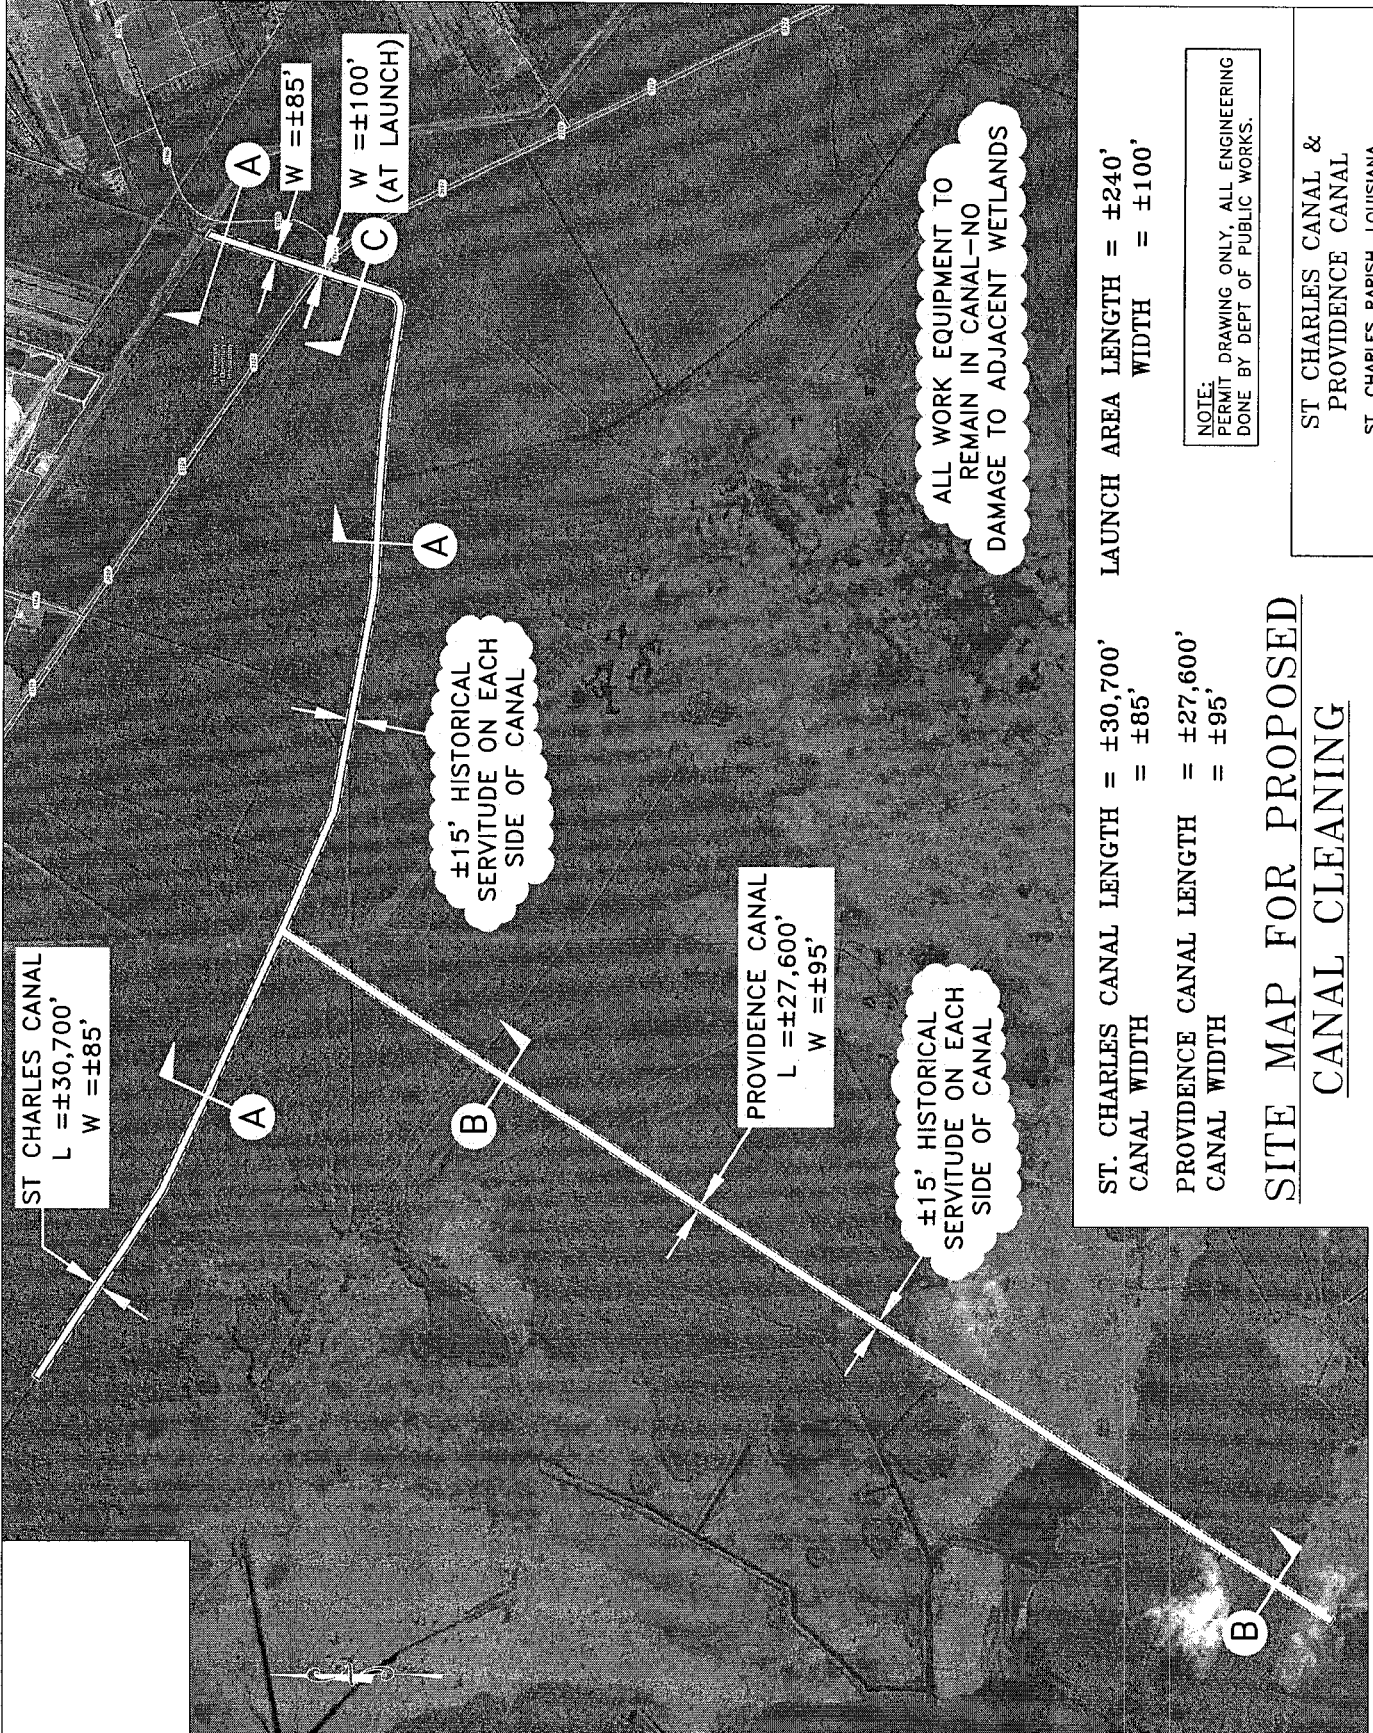 ST CHARLES CANAL
L =±30,700'
W =±85'
A
W =±85'
W =±100'
(AT LAUNCH)
C
A
A
±15' HISTORICAL
SERVITUDE ON EACH
SIDE OF CANAL
B
PROVIDENCE CANAL
L =±27,600'
W =±95'
±15' HISTORICAL
SERVITUDE ON EACH
SIDE OF CANAL
ALL WORK EQUIPMENT TO
REMAIN IN CANAL-NO
DAMAGE TO ADJACENT WETLANDS
B
ST. CHARLES CANAL LENGTH = ±30,700'
CANAL WIDTH = ±85'
PROVIDENCE CANAL LENGTH = ±27,600'
CANAL WIDTH = ±95'
LAUNCH AREA LENGTH = ±240'
WIDTH = ±100'
NOTE:
PERMIT DRAWING ONLY, ALL ENGINEERING
DONE BY DEPT OF PUBLIC WORKS.
SITE MAP FOR PROPOSED
CANAL CLEANING
ST CHARLES CANAL &
PROVIDENCE CANAL
ST. CHARLES PARISH, LOUISIANA